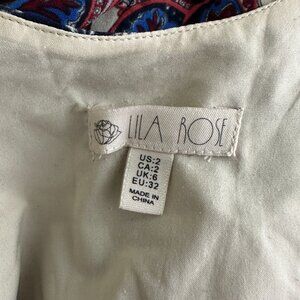 LILA ROSE
US:2
CA:2
UK:6
EU:32
MADE IN
CHINA